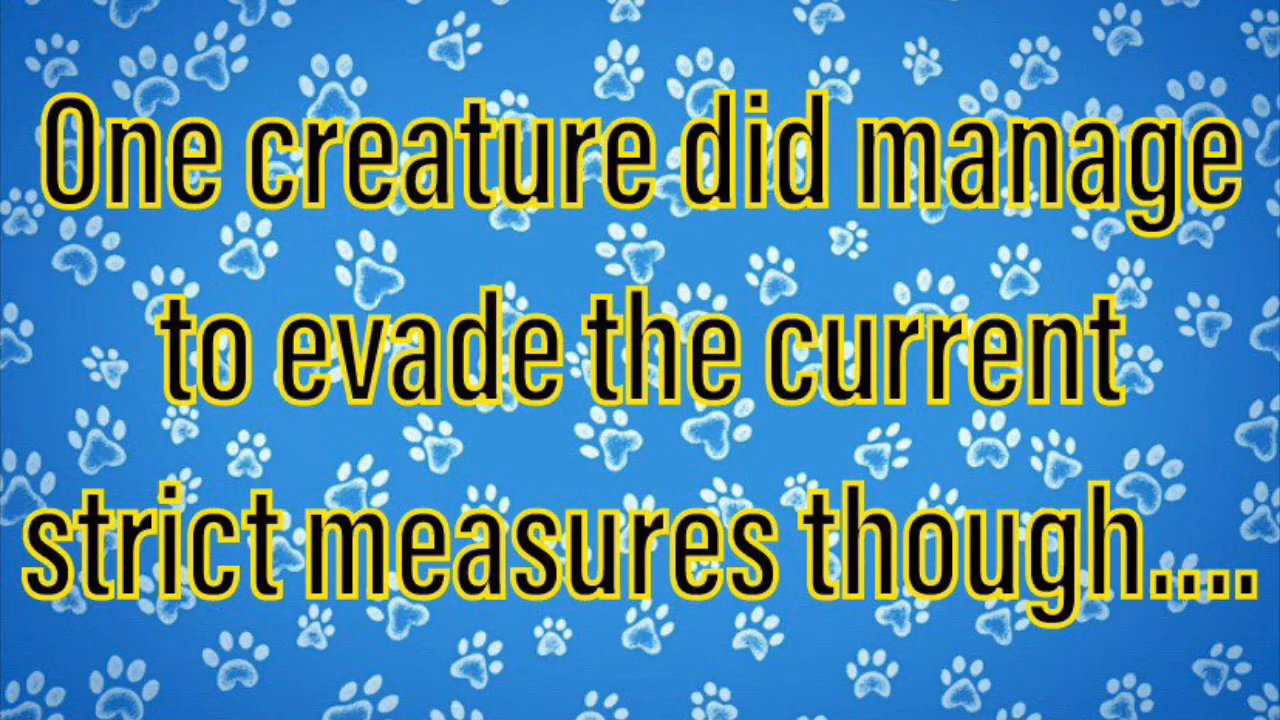 One creature did manage
to evade the current
strict measures though....